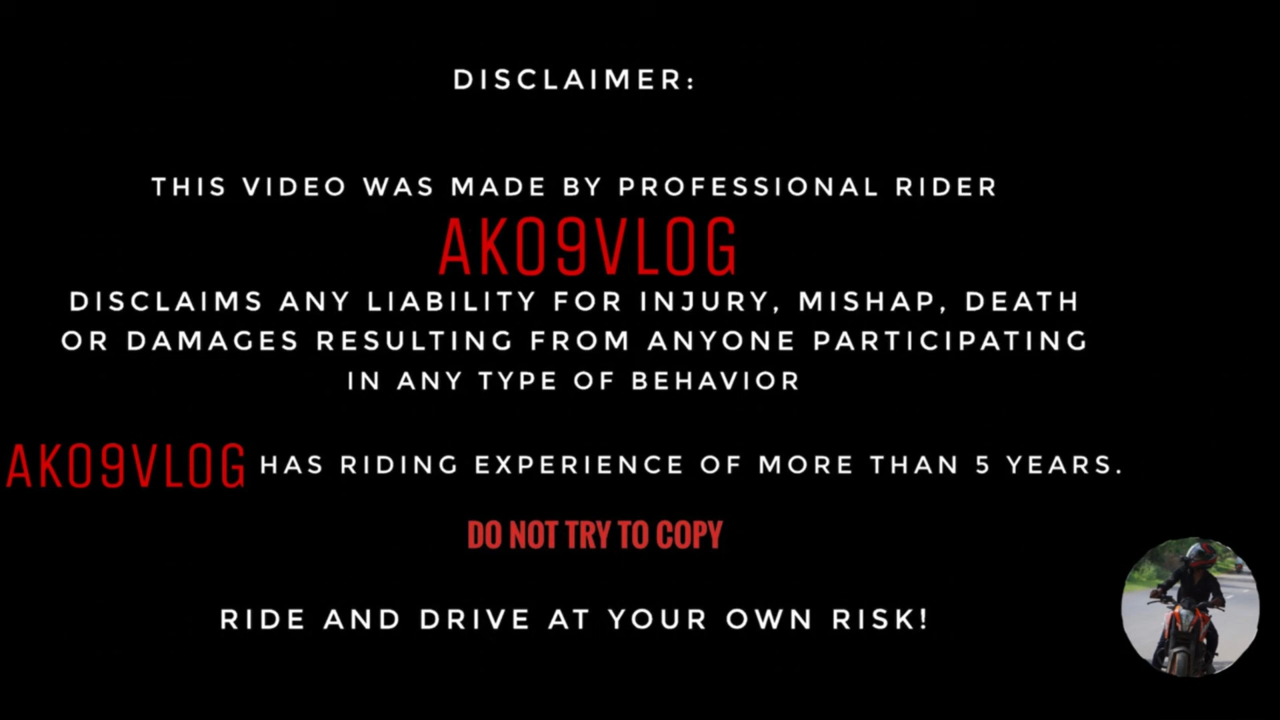 DISCLAIMER:
THIS VIDEO WAS MADE BY PROFESSIONAL RIDER
AK09VLOG
DISCLAIMS ANY LIABILITY FOR INJURY, MISHAP, DEATH
OR DAMAGES RESULTING FROM ANYONE PARTICIPATING
IN ANY TYPE OF BEHAVIOR
AK09VLOG HAS RIDING EXPERIENCE OF MORE THAN 5 YEARS.
DO NOT TRY TO COPY
RIDE AND DRIVE AT YOUR OWN RISK!